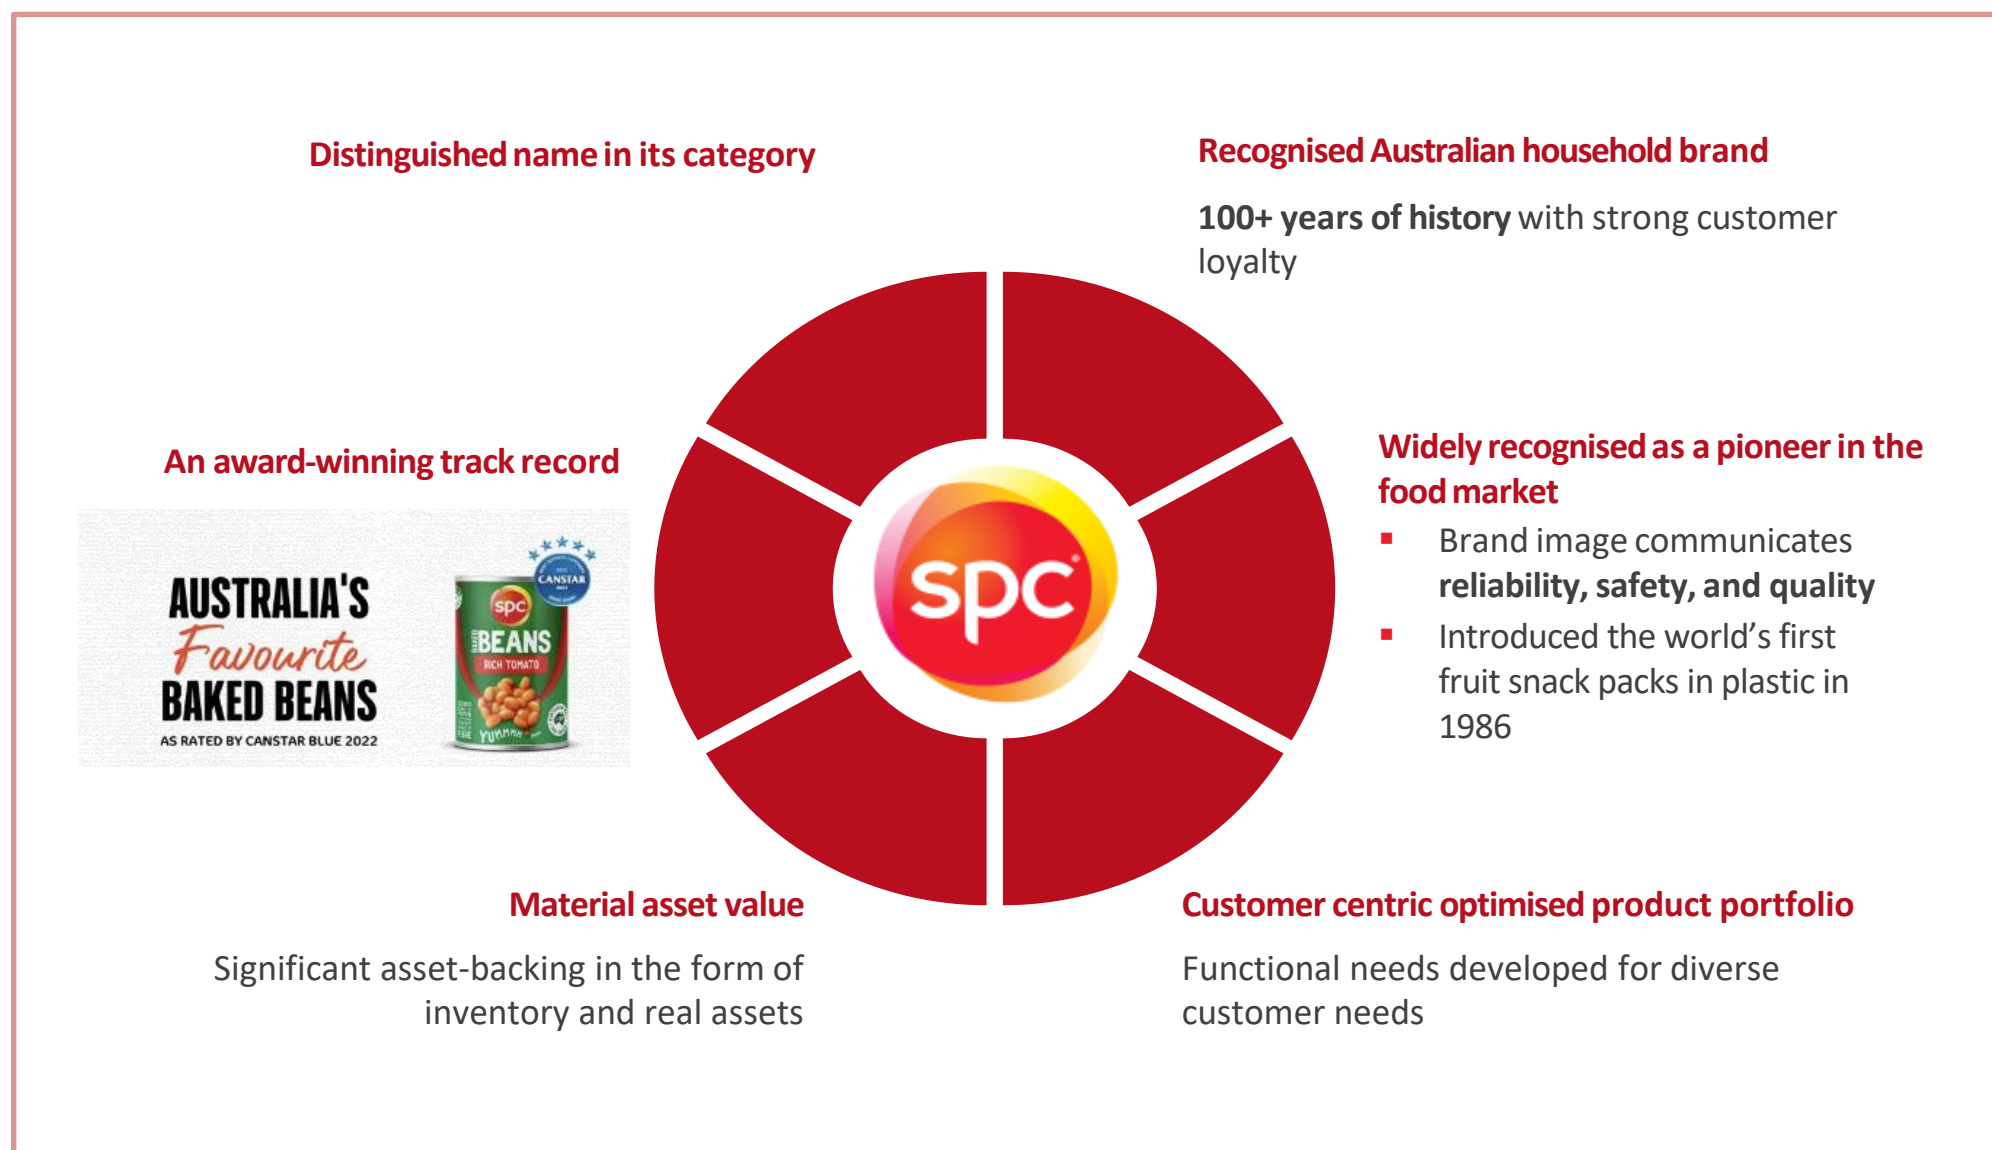 Distinguished name in its category
Recognised Australian household brand
100+ years of history with strong customer
loyalty
An award-winning track record
AUSTRALIA'S
Favourite
BAKED BEANS
AS RATED BY CANSTAR BLUE 2022
CANSTAR
spc
BAKED
BEANS
RICH TOMATO
YUMMMM
spc®
Widely recognised as a pioneer in the
food market
▪ Brand image communicates
reliability, safety, and quality
▪ Introduced the world’s first
fruit snack packs in plastic in
1986
Material asset value
Significant asset-backing in the form of
inventory and real assets
Customer centric optimised product portfolio
Functional needs developed for diverse
customer needs